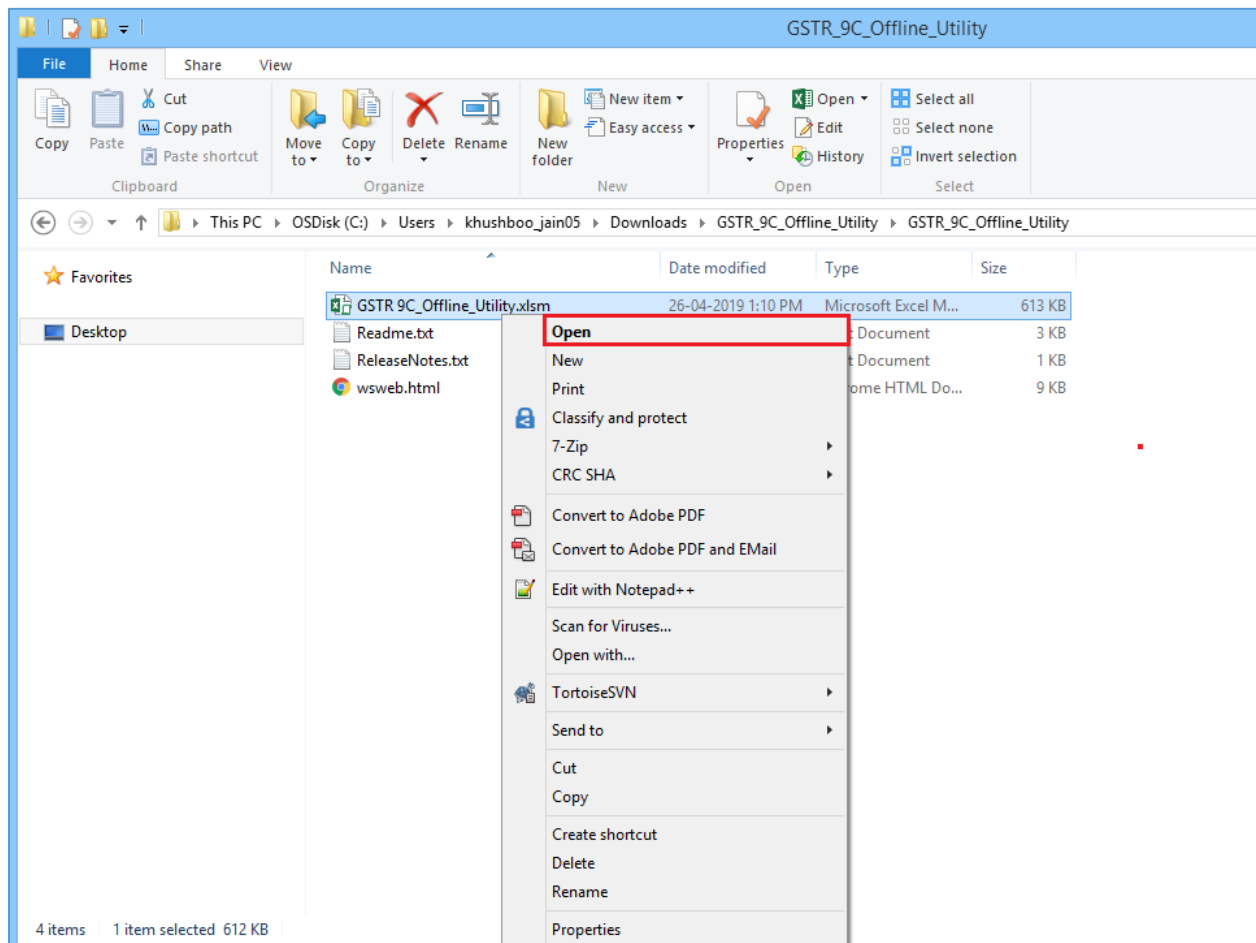 GSTR_9C_Offline_Utility
File Home Share View
Copy
Paste
Cut
Copy path
Paste shortcut
Clipboard
Move to
Copy to
Delete
Rename
Organize
New folder
New item
Easy access
New
Properties
Open
Edit
History
Open
Select all
Select none
Invert selection
Select
This PC OSDisk (C:) Users khushboo_jain05 Downloads GSTR_9C_Offline_Utility GSTR_9C_Offline_Utility
Favorites
Desktop
Name Date modified Type Size
GSTR 9C_Offline_Utility.xlsm 26-04-2019 1:10 PM Microsoft Excel M... 613 KB
Readme.txt t Document 3 KB
ReleaseNotes.txt t Document 1 KB
wsweb.html ome HTML Do... 9 KB
Open
New
Print
Classify and protect
7-Zip
CRC SHA
Convert to Adobe PDF
Convert to Adobe PDF and EMail
Edit with Notepad++
Scan for Viruses...
Open with...
TortoiseSVN
Send to
Cut
Copy
Create shortcut
Delete
Rename
Properties
4 items 1 item selected 612 KB